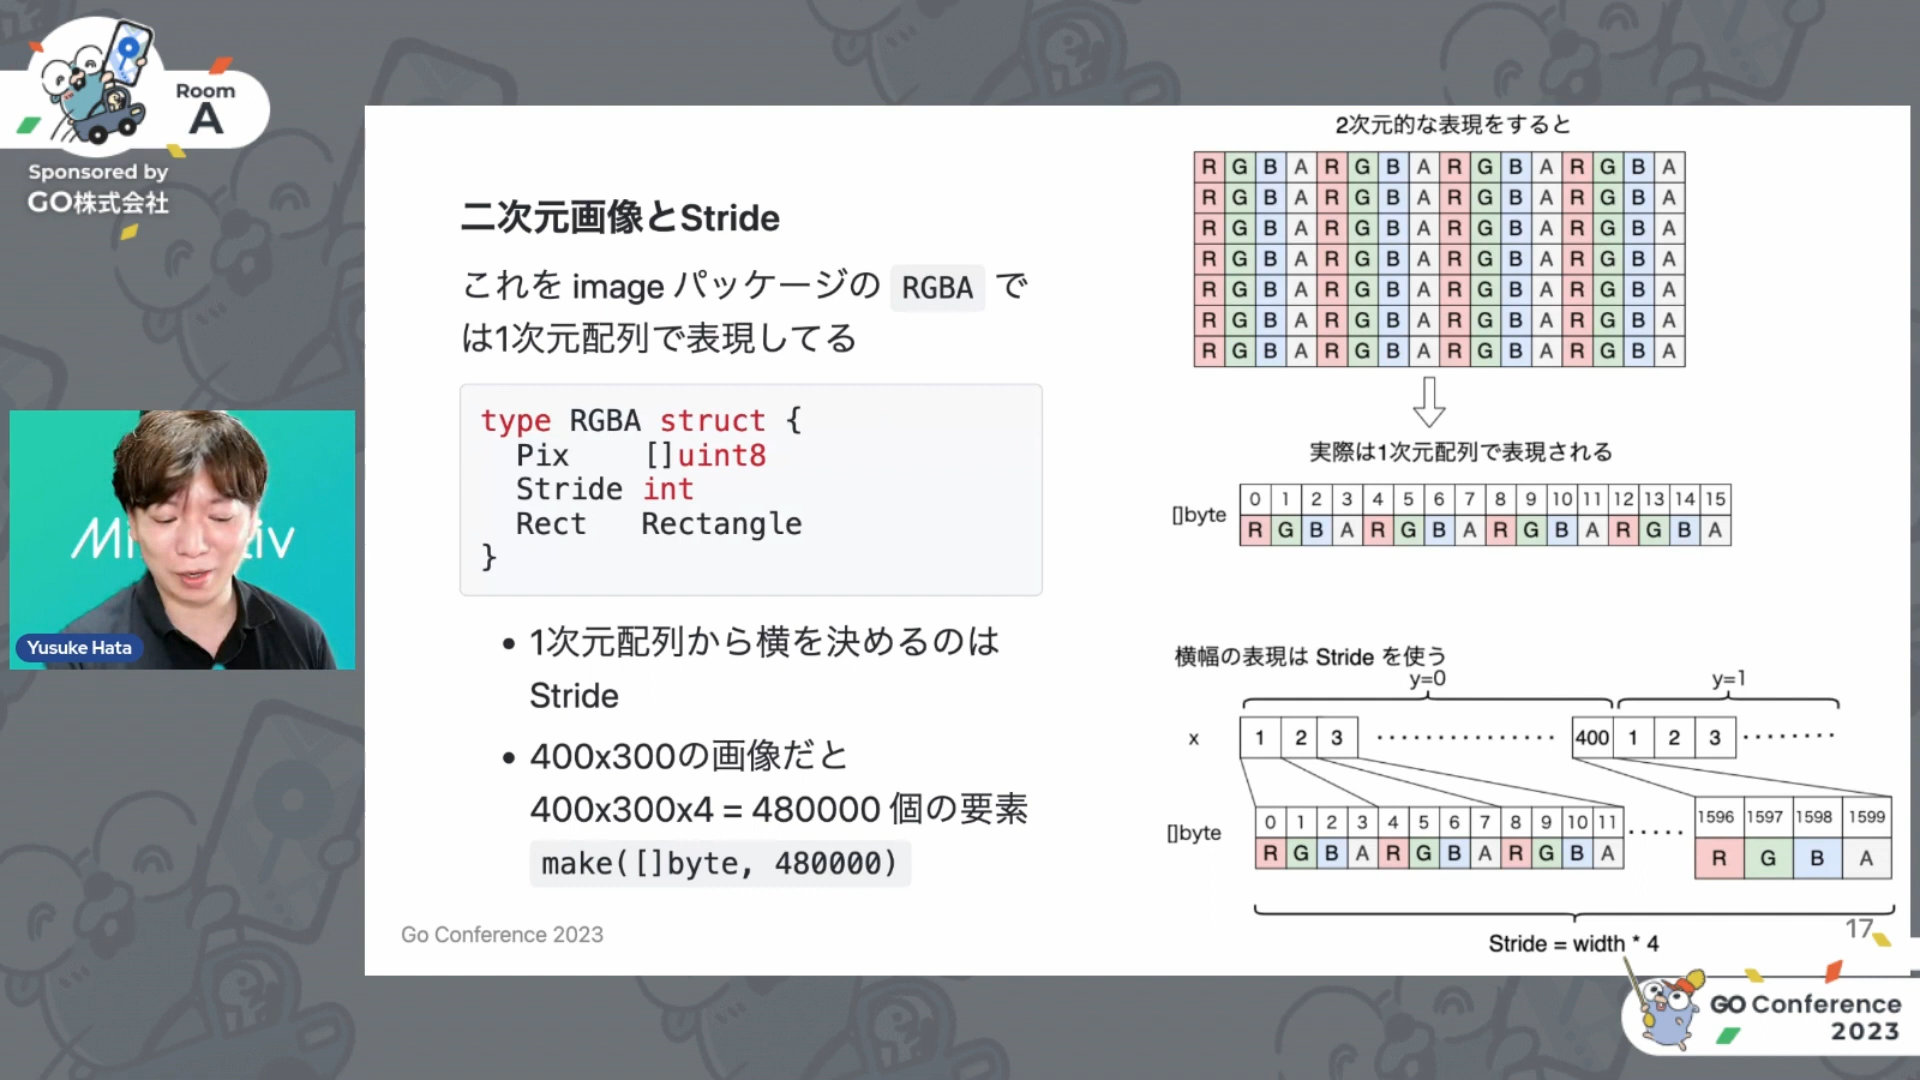 Room
A
Sponsored by
GO株式会社
二次元画像とStride
これを image パッケージの RGBA で
は1次元配列で表現してる
type RGBA struct {
Pix []uint8
Stride int
Rect Rectangle
}
• 1次元配列から横を決めるのは
Stride
• 400x300の画像だと
400x300x4 = 480000 個の要素
make([]byte, 480000)
Go Conference 2023
2次元的な表現をすると
R G B A R G B A R G B A R G B A
R G B A R G B A R G B A R G B A
R G B A R G B A R G B A R G B A
R G B A R G B A R G B A R G B A
R G B A R G B A R G B A R G B A
R G B A R G B A R G B A R G B A
R G B A R G B A R G B A R G B A
実際は1次元配列で表現される
0 1 2 3 4 5 6 7 8 9 10 11 12 13 14 15
[]byte
R G B A R G B A R G B A R G B A
横幅の表現は Stride を使う
y=0 y=1
x 1 2 3 ・・・・・・・・ 400 1 2 3 ・・・・・・・・
0 1 2 3 4 5 6 7 8 9 10 11 ・・・・・ 1596 1597 1598 1599
[]byte
R G B A R G B A R G B A R G B A
Stride = width * 4
17
Yusuke Hata
GO Conference
2023